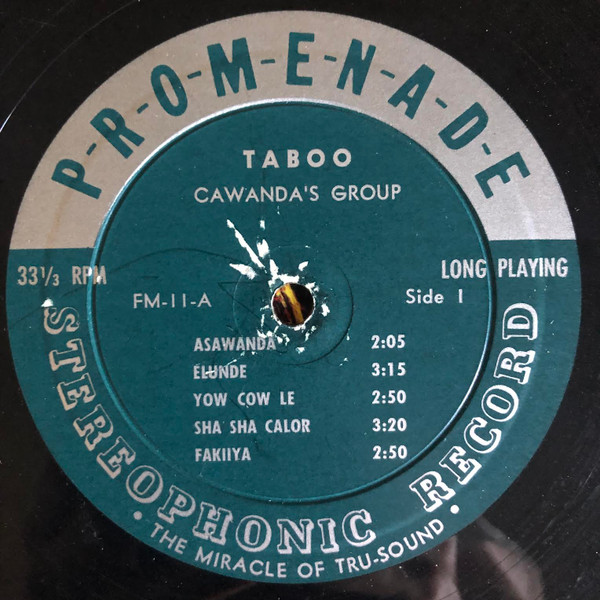 P-R-O-M-E-N-A-D-E
TABOO
CAWANDA'S GROUP
33⅓ RPM
LONG PLAYING
FM-11-A
Side 1
ASAWANDA 2:05
ELUNDE 3:15
YOW COW LE 2:50
SHA SHA CALOR 3:20
FAKIIYA 2:50
STEREOPHONIC RECORD
• THE MIRACLE OF TRU-SOUND •